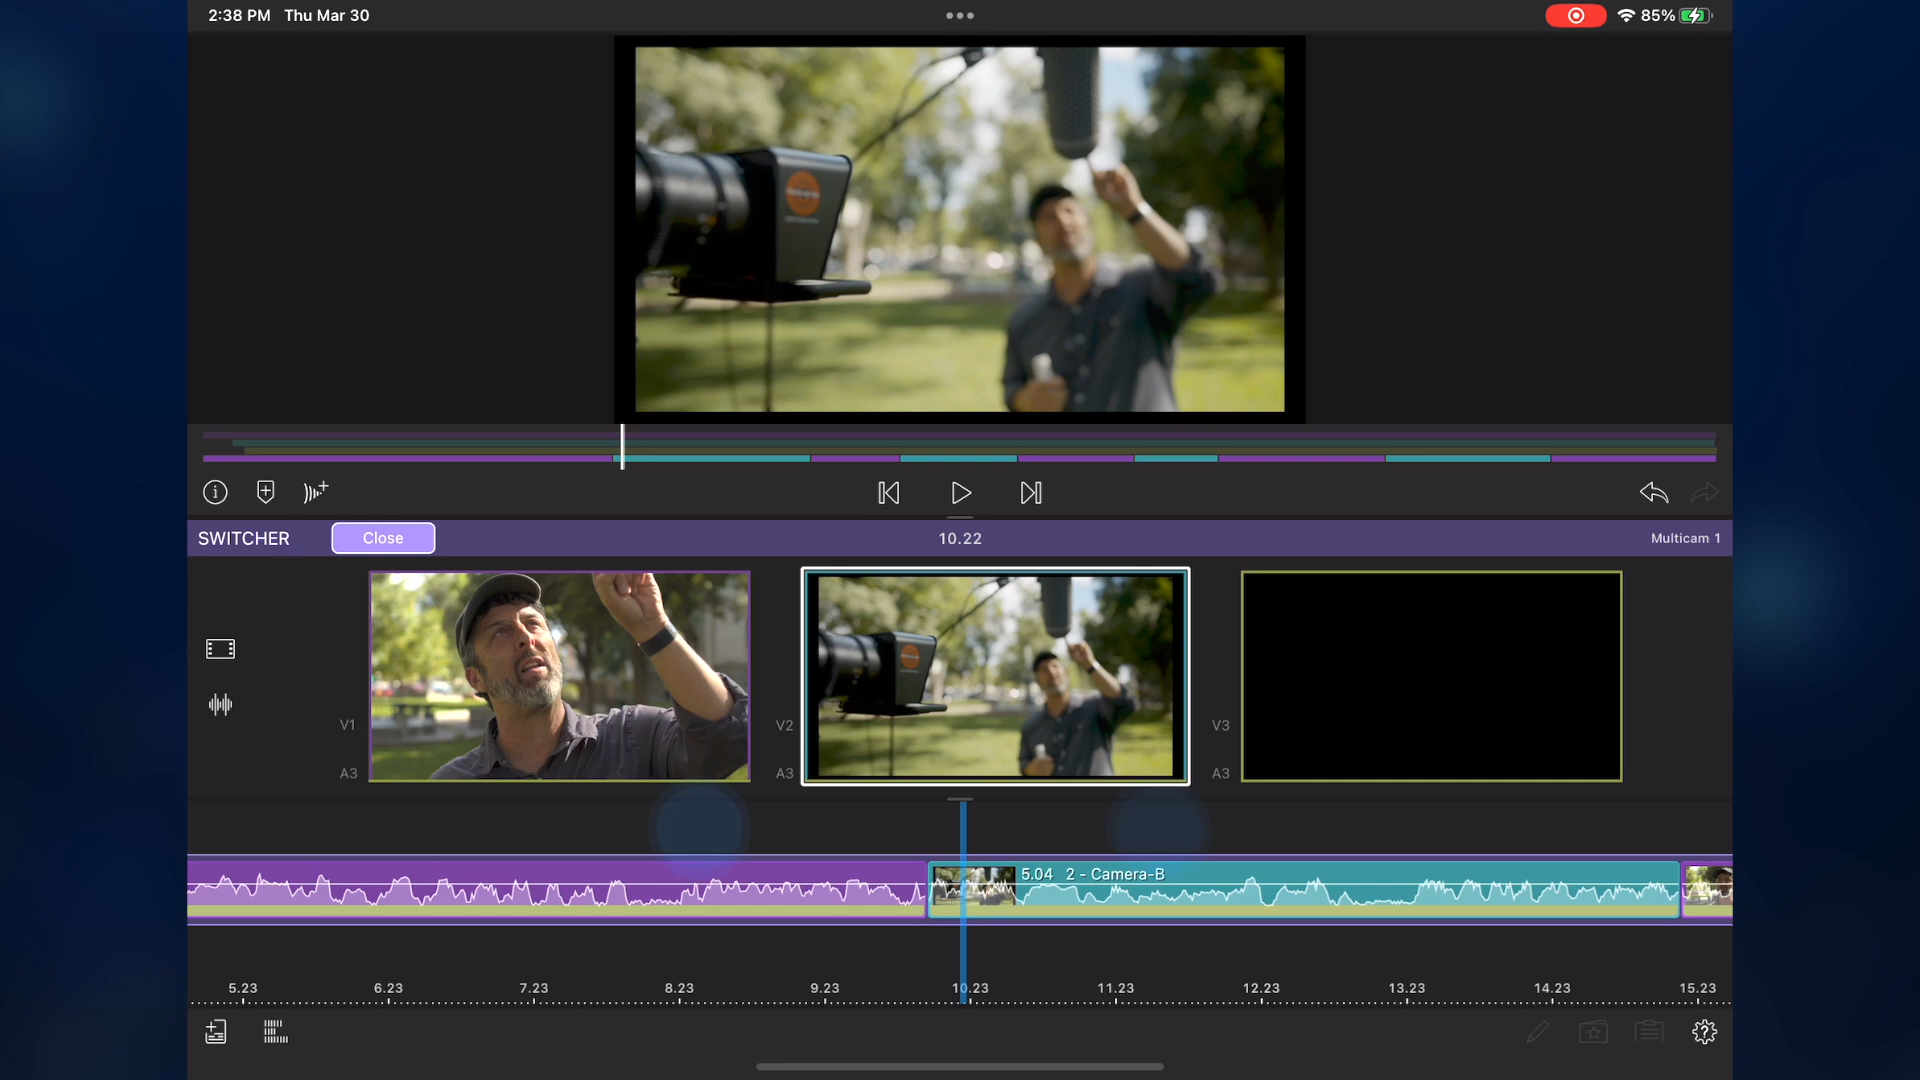 2:38 PM Thu Mar 30
85%
SWITCHER
Close
10.22
Multicam 1
V1
A3
V2
A3
V3
A3
5.04 2 - Camera-B
5.23
6.23
7.23
8.23
9.23
10.23
11.23
12.23
13.23
14.23
15.23